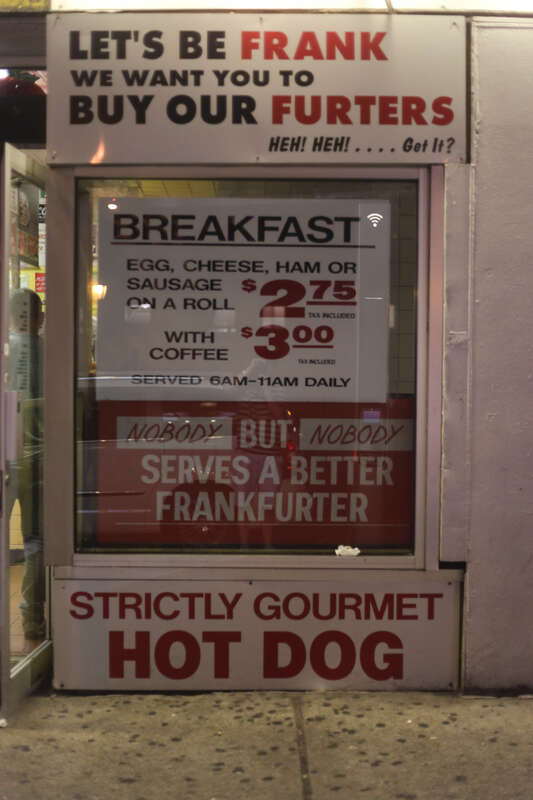 LET'S BE FRANK
WE WANT YOU TO
BUY OUR FURTERS
HEH! HEH! . . . . Get It?
BREAKFAST
EGG, CHEESE, HAM OR
SAUSAGE
ON A ROLL
$2.75
TAX INCLUDED
WITH
COFFEE
$3.00
TAX INCLUDED
SERVED 6AM-11AM DAILY
NOBODY BUT NOBODY
SERVES A BETTER
FRANKFURTER
STRICTLY GOURMET
HOT DOG